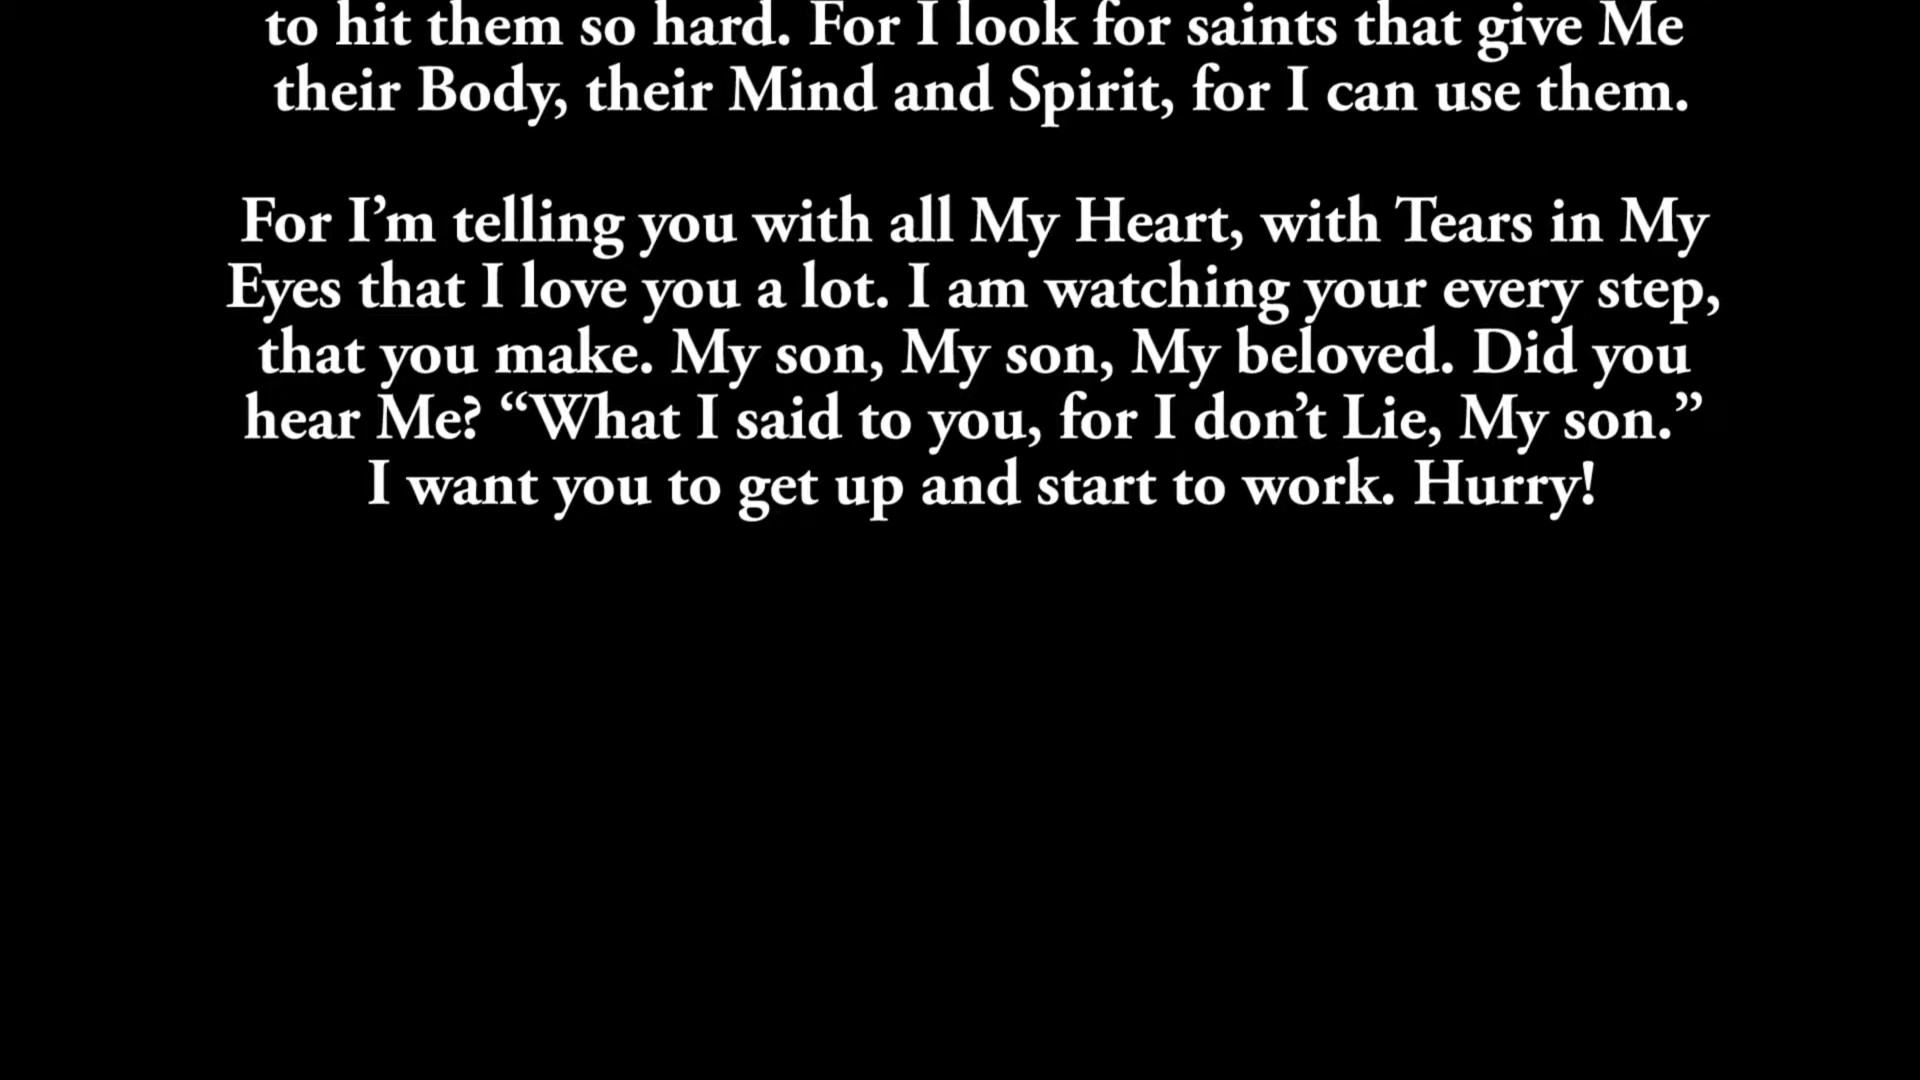 to hit them so hard. For I look for saints that give Me
their Body, their Mind and Spirit, for I can use them.
For I’m telling you with all My Heart, with Tears in My
Eyes that I love you a lot. I am watching your every step,
that you make. My son, My son, My beloved. Did you
hear Me? “What I said to you, for I don’t Lie, My son.”
I want you to get up and start to work. Hurry!